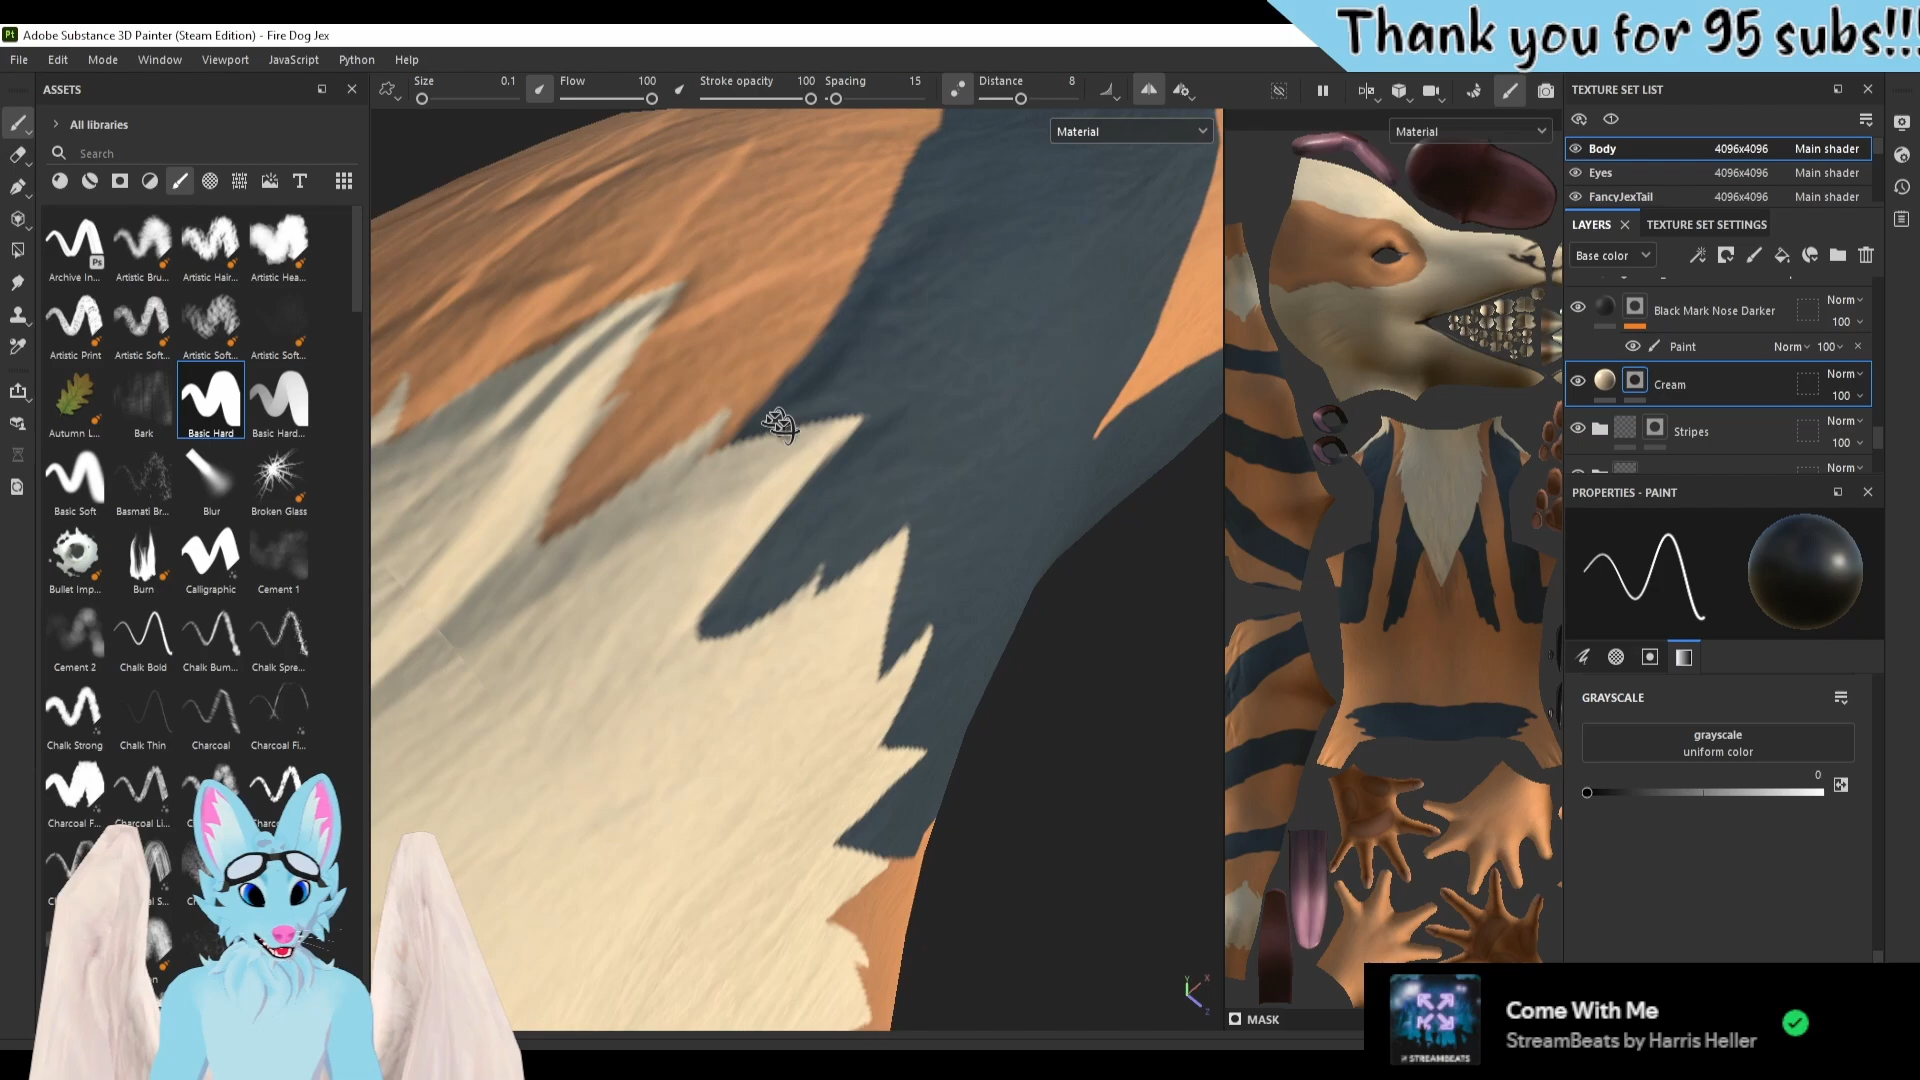 Thank you for 95 subs!!!
Adobe Substance 3D Painter (Steam Edition) - Fire Dog Jex
File Edit Mode Window Viewport JavaScript Python Help
ASSETS
Size 0.1 Flow 100 Stroke opacity 100 Spacing 15 Distance 8
All libraries
Search
Archive In... Artistic Bru... Artistic Hair... Artistic Hea...
Ps
Artistic Print Artistic Soft... Artistic Soft... Artistic Soft...
Autumn L... Bark Basic Hard Basic Hard...
Basic Soft Basmati Br... Blur Broken Glass
Bullet Imp... Burn Calligraphic Cement 1
Cement 2 Chalk Bold Chalk Bum... Chalk Spre...
Chalk Strong Chalk Thin Charcoal Charcoal Fi...
Charcoal F... Charcoal Li...
Material
Material
MASK
TEXTURE SET LIST
Body 4096x4096 Main shader
Eyes 4096x4096 Main shader
FancyJexTail 4096x4096 Main shader
LAYERS TEXTURE SET SETTINGS
Base color
Black Mark Nose Darker Norm 100
Paint Norm 100
Cream Norm 100
Stripes Norm 100
Norm
PROPERTIES - PAINT
GRAYSCALE
grayscale
uniform color
0
Come With Me
StreamBeats by Harris Heller
STREAMBEATS